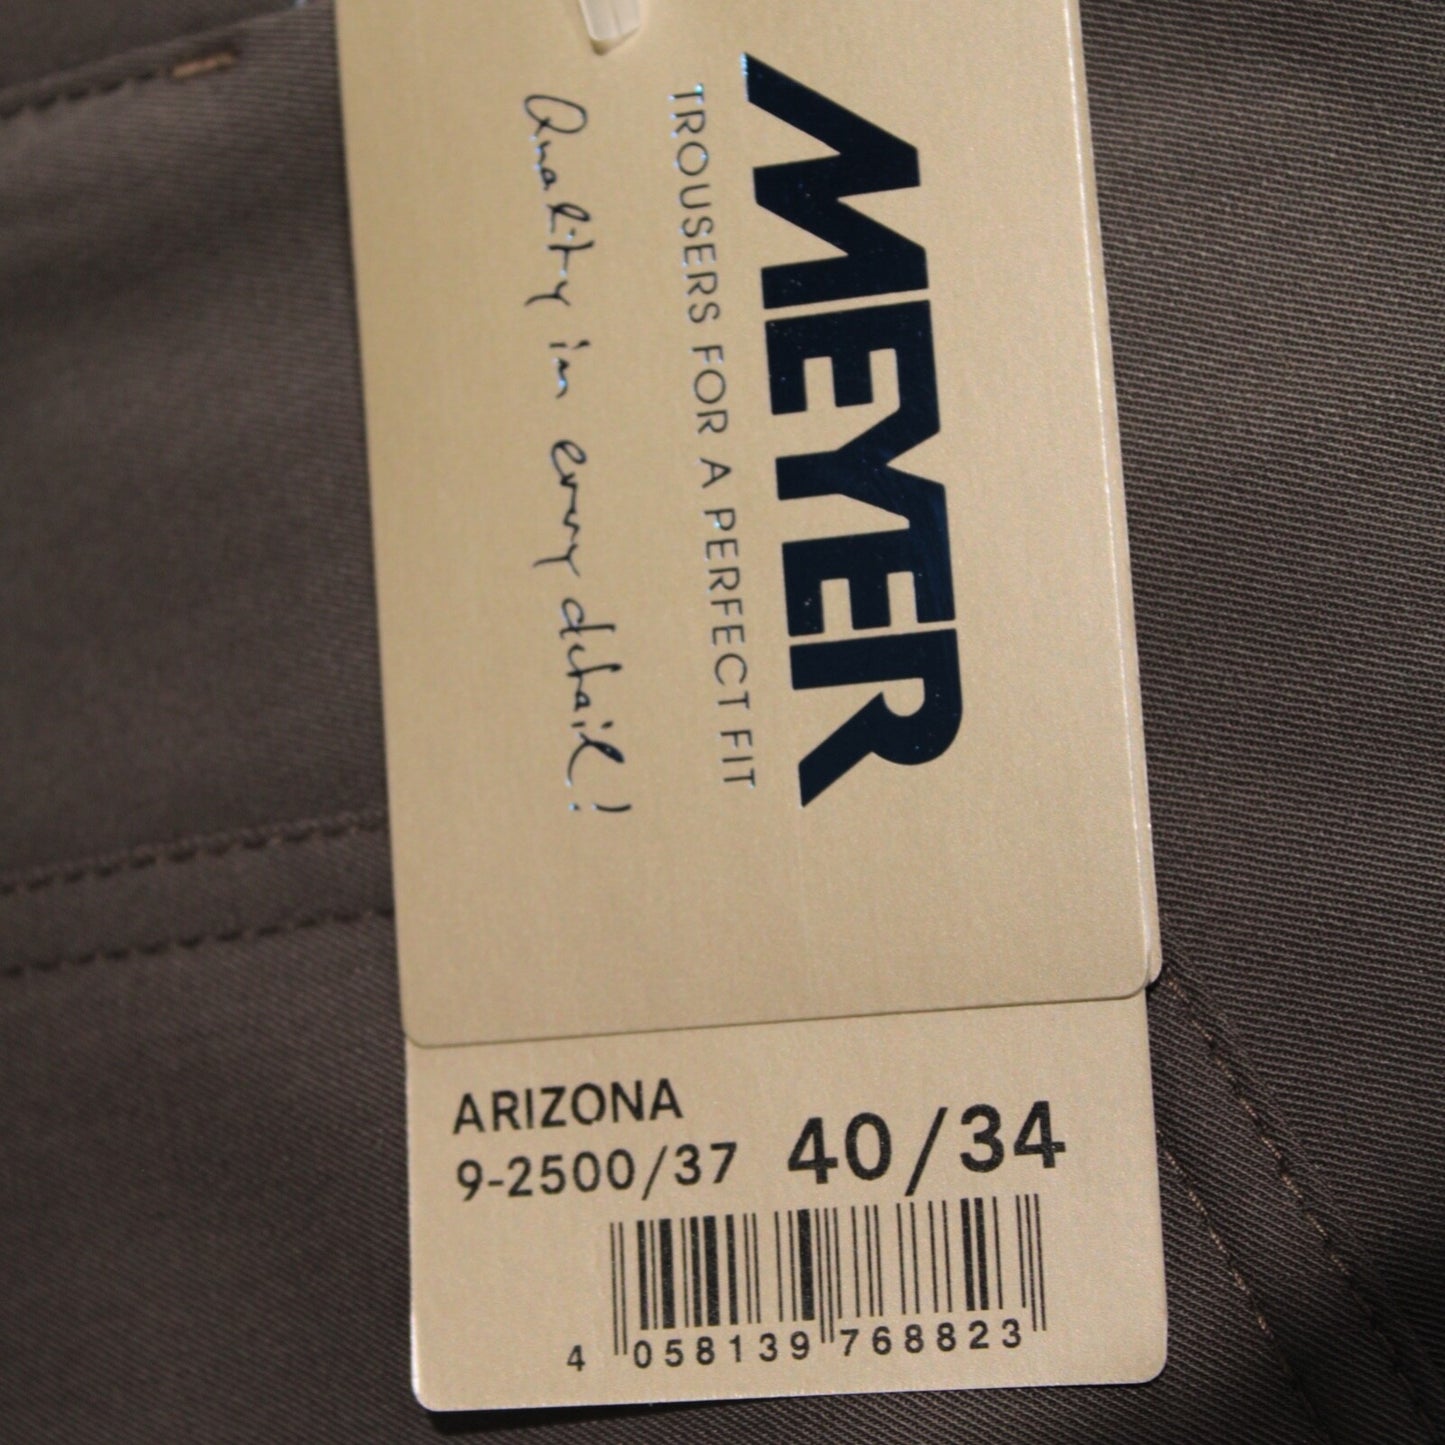 MEYER
TROUSERS FOR A PERFECT FIT
Quality in every detail!
ARIZONA
9-2500/37 40/34
4 058139 768823